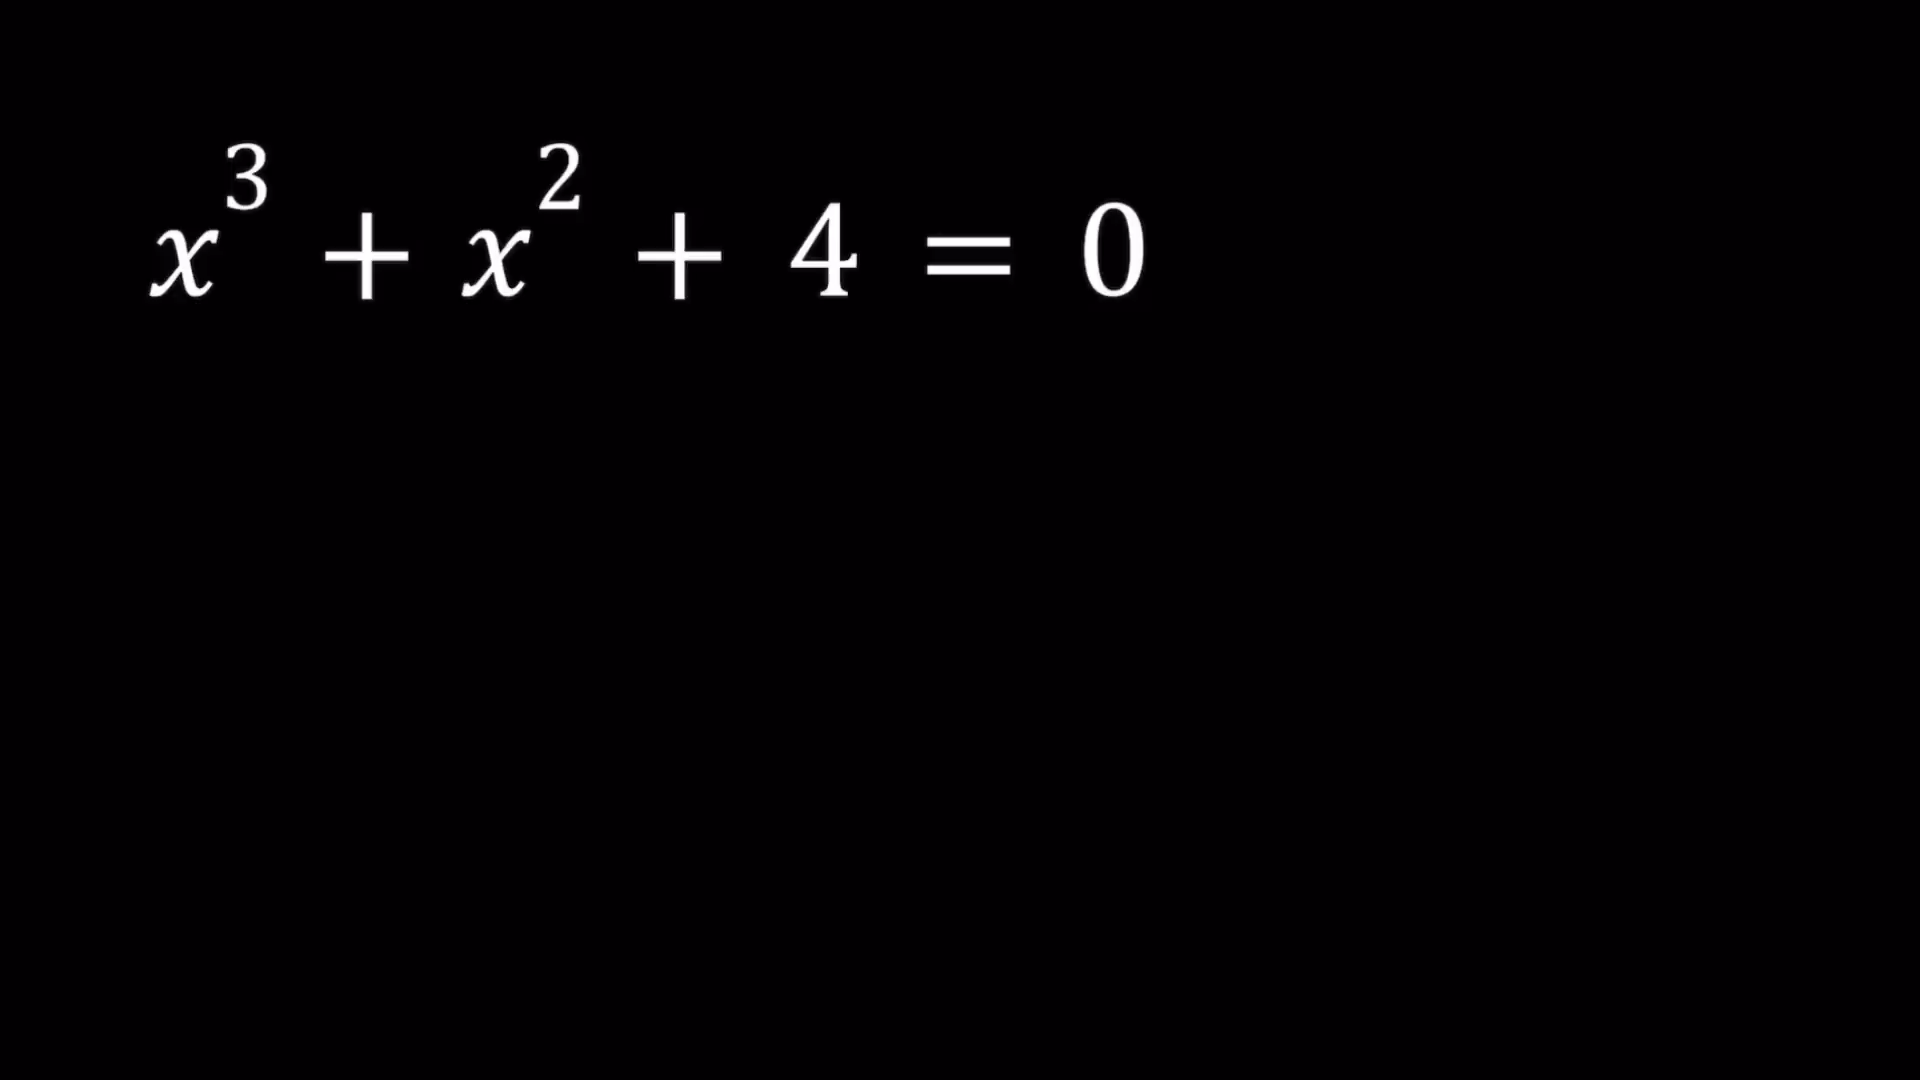 x³ + x² + 4 = 0